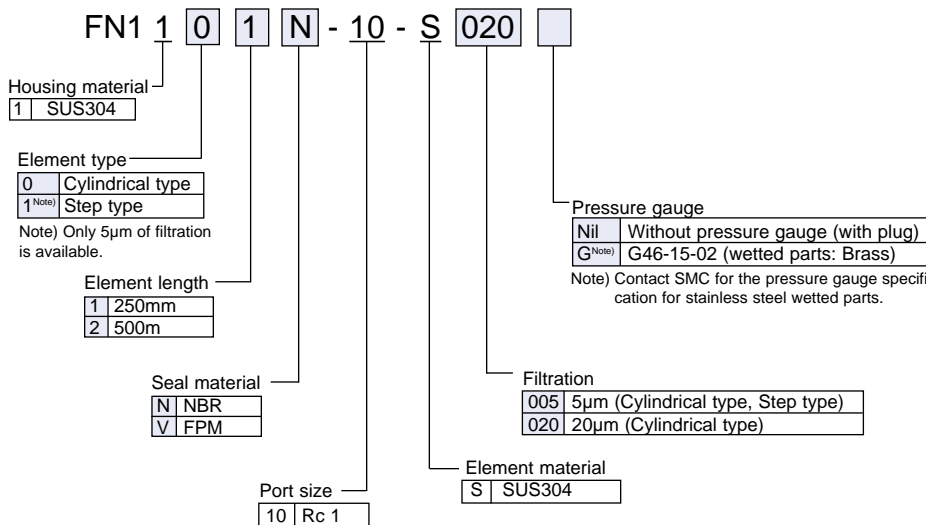 FN1 1 0 1 N - 10 - S 020
Housing material
1 SUS304
Element type
0 Cylindrical type
1Note) Step type
Note) Only 5μm of filtration
is available.
Element length
1 250mm
2 500m
Seal material
N NBR
V FPM
Port size
10 Rc 1
Pressure gauge
Nil Without pressure gauge (with plug)
GNote) G46-15-02 (wetted parts: Brass)
Note) Contact SMC for the pressure gauge specifi
cation for stainless steel wetted parts.
Filtration
005 5μm (Cylindrical type, Step type)
020 20μm (Cylindrical type)
Element material
S SUS304